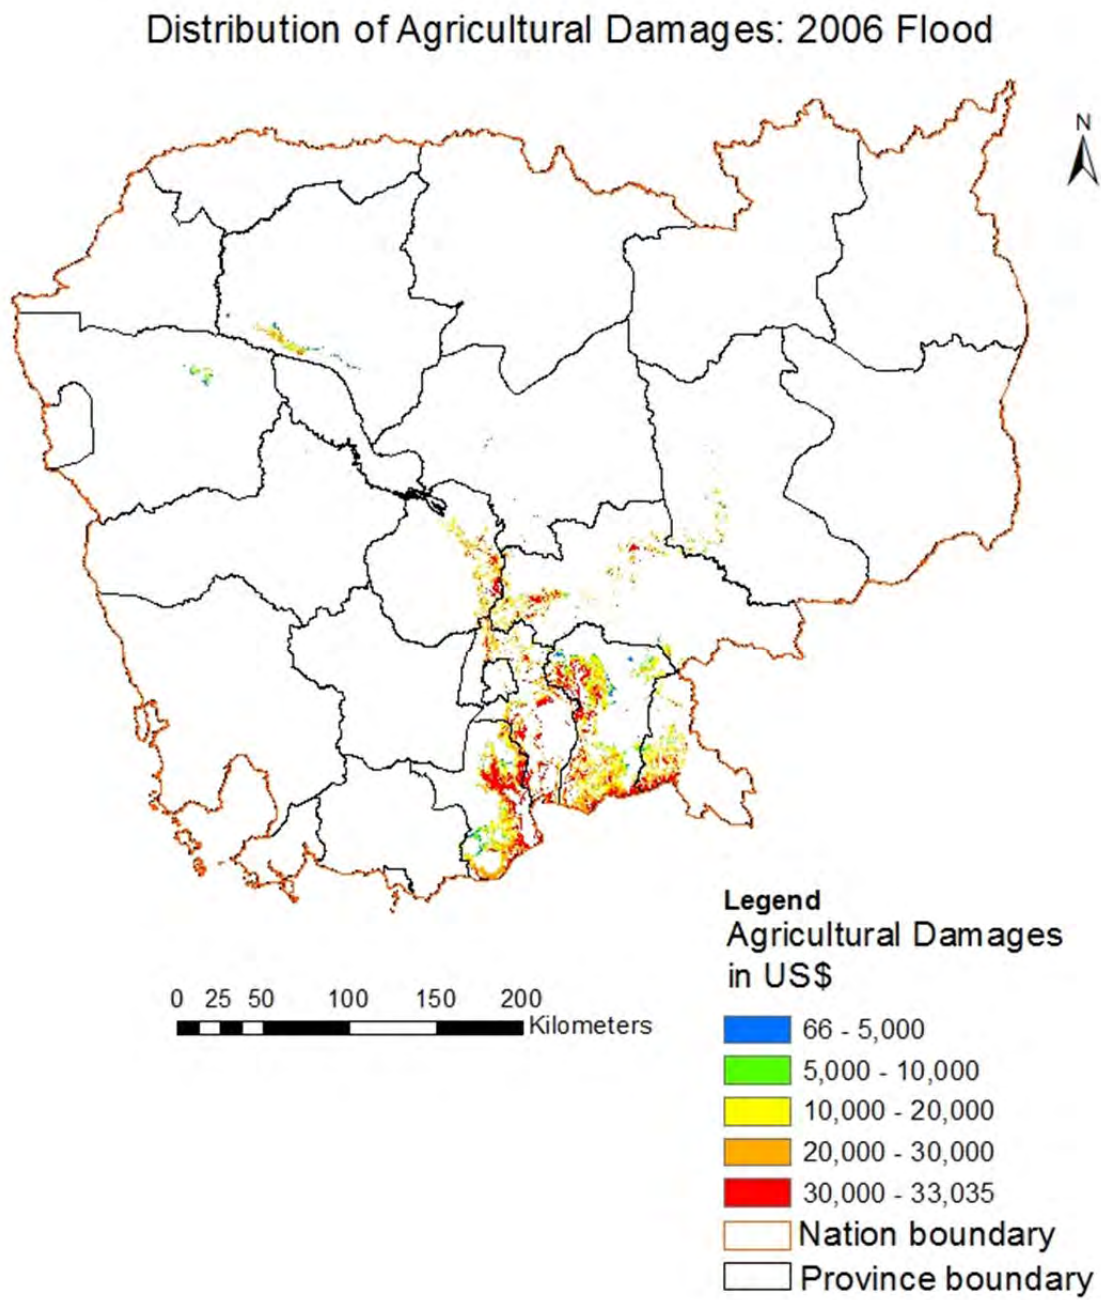 Distribution of Agricultural Damages: 2006 Flood
N
Legend
Agricultural Damages
in US$
0 25 50 100 150 200
Kilometers
66 - 5,000
5,000 - 10,000
10,000 - 20,000
20,000 - 30,000
30,000 - 33,035
Nation boundary
Province boundary